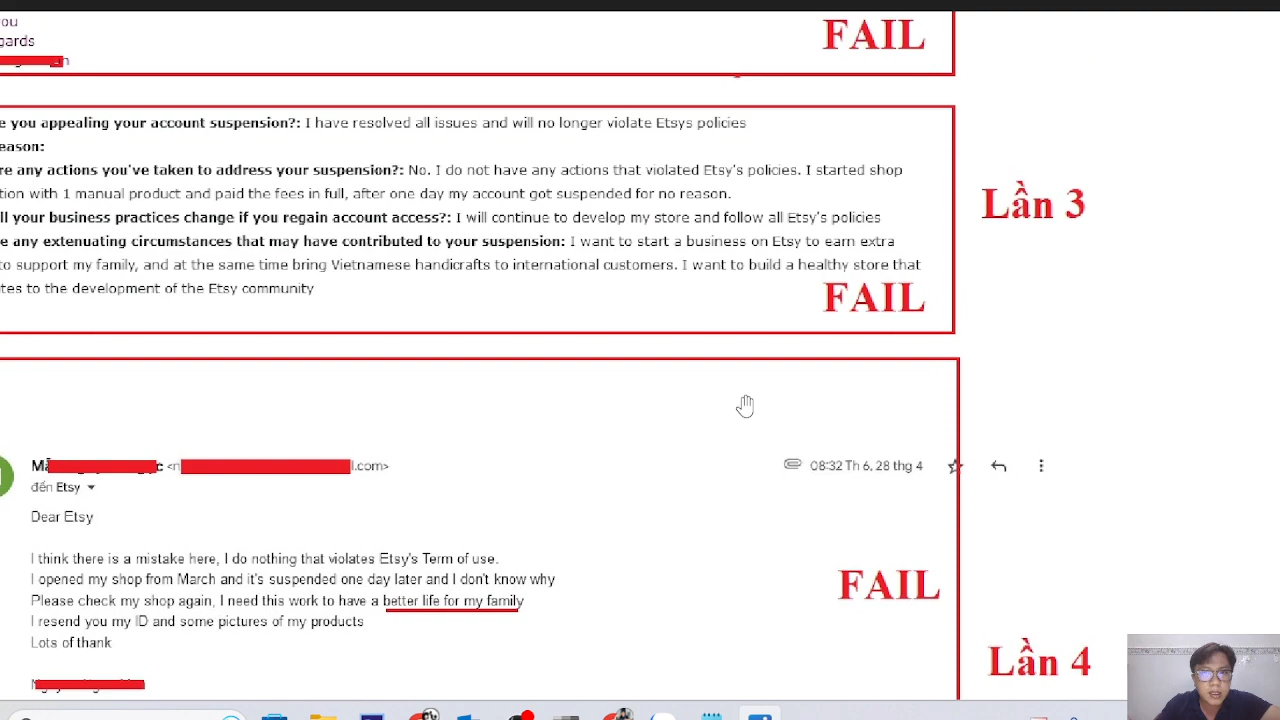 ou
gards
FAIL
e you appealing your account suspension?: I have resolved all issues and will no longer violate Etsys policies
eason:
re any actions you've taken to address your suspension?: No. I do not have any actions that violated Etsy's policies. I started shop
tion with 1 manual product and paid the fees in full, after one day my account got suspended for no reason.
ll your business practices change if you regain account access?: I will continue to develop my store and follow all Etsy's policies
e any extenuating circumstances that may have contributed to your suspension: I want to start a business on Etsy to earn extra
to support my family, and at the same time bring Vietnamese handicrafts to international customers. I want to build a healthy store that
tes to the development of the Etsy community
FAIL
Lần 3
<n l.com>
08:32 Th 6, 28 thg 4
đến Etsy
Dear Etsy
I think there is a mistake here, I do nothing that violates Etsy's Term of use.
I opened my shop from March and it's suspended one day later and I don't know why
Please check my shop again, I need this work to have a better life for my family
I resend you my ID and some pictures of my products
Lots of thank
FAIL
Lần 4